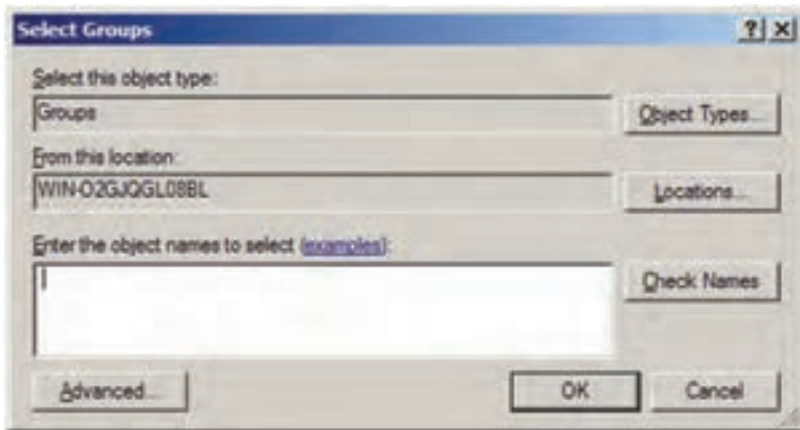 Select Groups
Select this object type:
Groups
Object Types...
From this location:
WIN-O2GJQGL08BL
Locations...
Enter the object names to select (examples):
Check Names
Advanced...
OK
Cancel